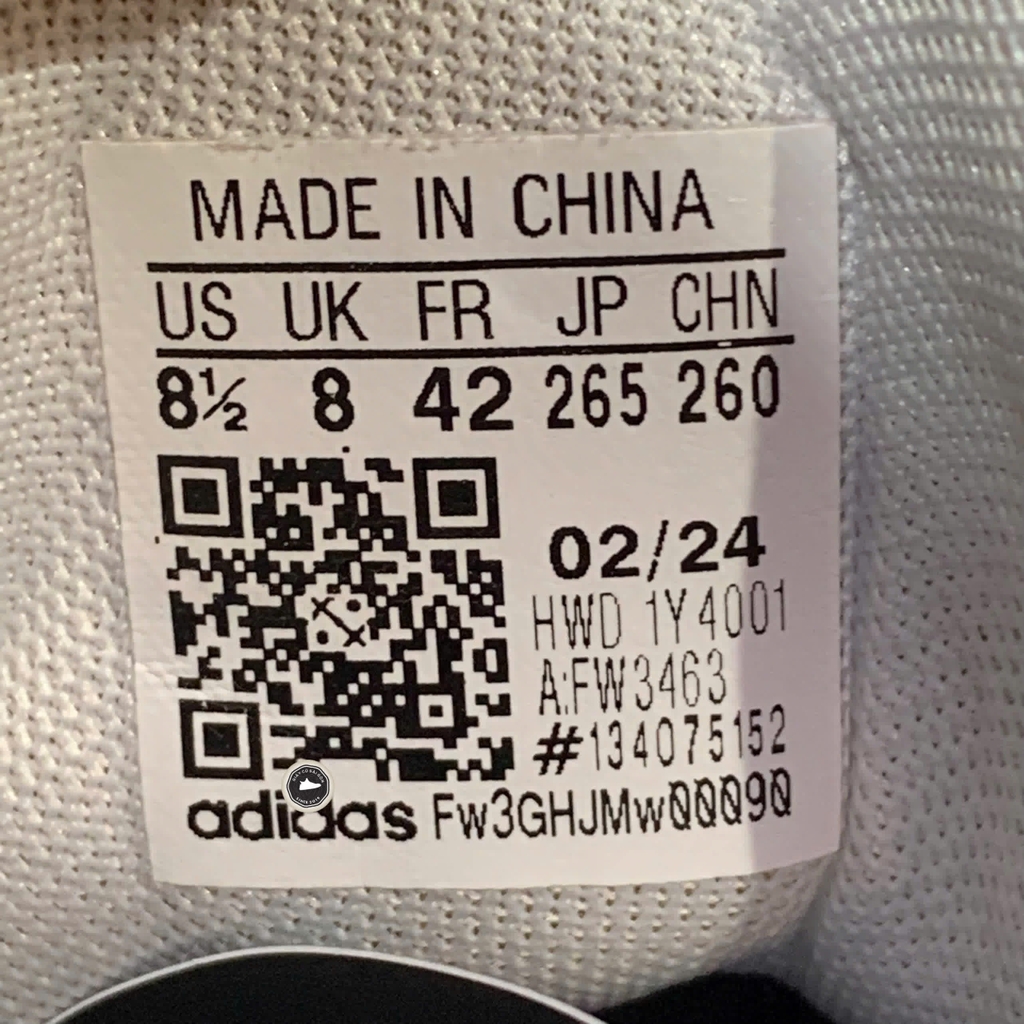 MADE IN CHINA
US UK FR JP CHN
8½ 8 42 265 260
02/24
HWD 1Y4001
A:FW3463
#134075152
adidas Fw3GHJMw00090